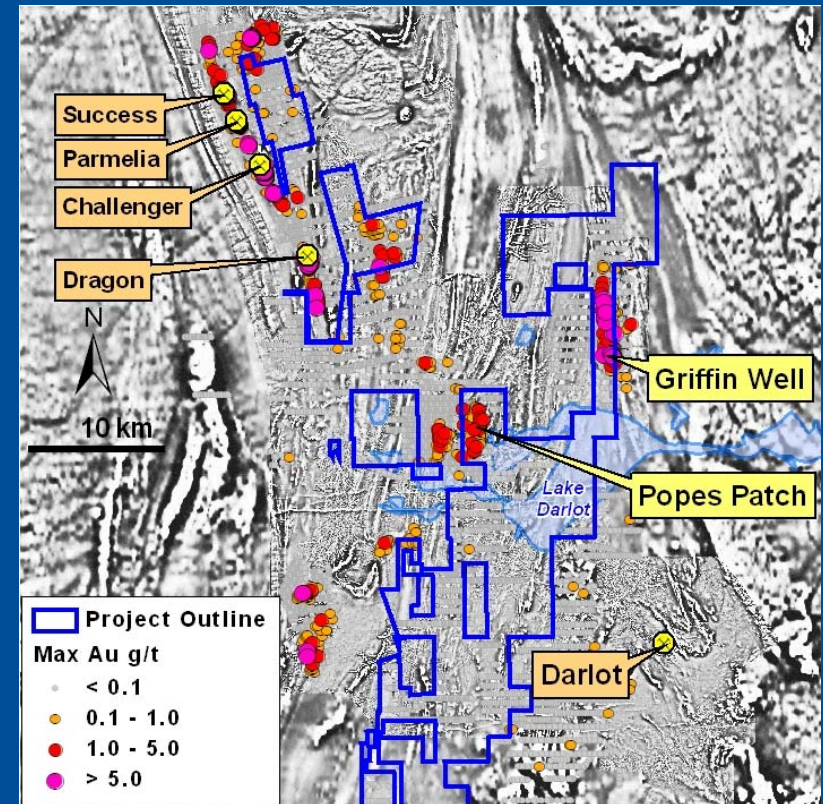 Success
Parmelia
Challenger
Dragon
N
10 km
Griffin Well
Popes Patch
Lake
Darlot
Darlot
Project Outline
Max Au g/t
< 0.1
0.1 - 1.0
1.0 - 5.0
> 5.0